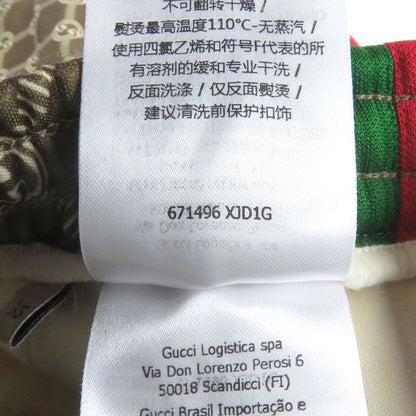 不可翻转干燥/
熨烫最高温度110℃-无蒸汽/
使用四氯乙烯和符号F代表的所
有溶剂的缓和专业干洗/
反面洗涤/仅反面熨烫/
建议清洗前保护扣饰
671496 XJD1G
Gucci Logistica spa
Via Don Lorenzo Perosi 6
50018 Scandicci (FI)
Gucci Brasil Importação e